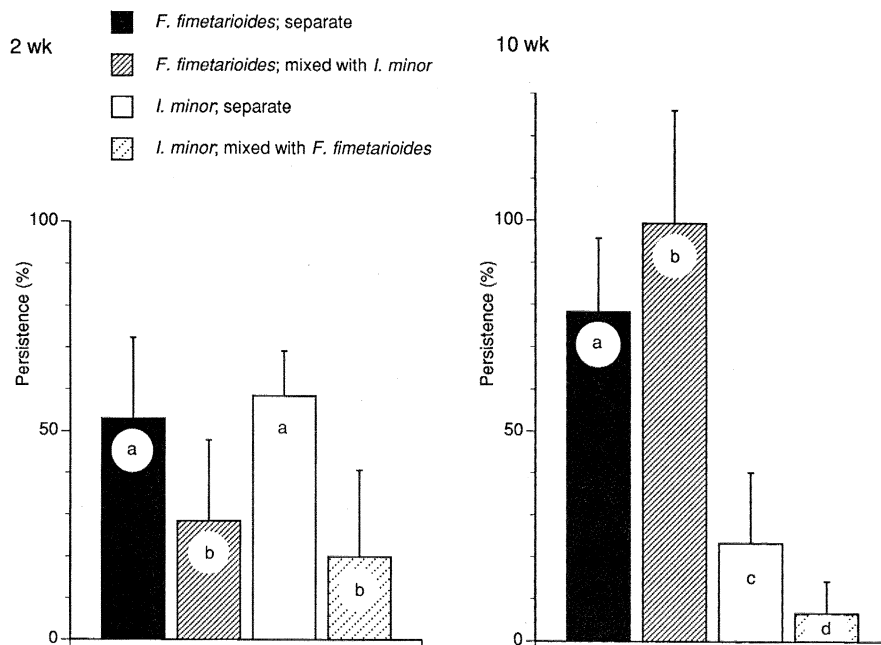 2 wk
F. fimetarioides; separate
F. fimetarioides; mixed with I. minor
I. minor; separate
I. minor; mixed with F. fimetarioides
Persistence (%)
100
50
0
a
b
a
b
10 wk
Persistence (%)
100
50
0
a
b
c
d